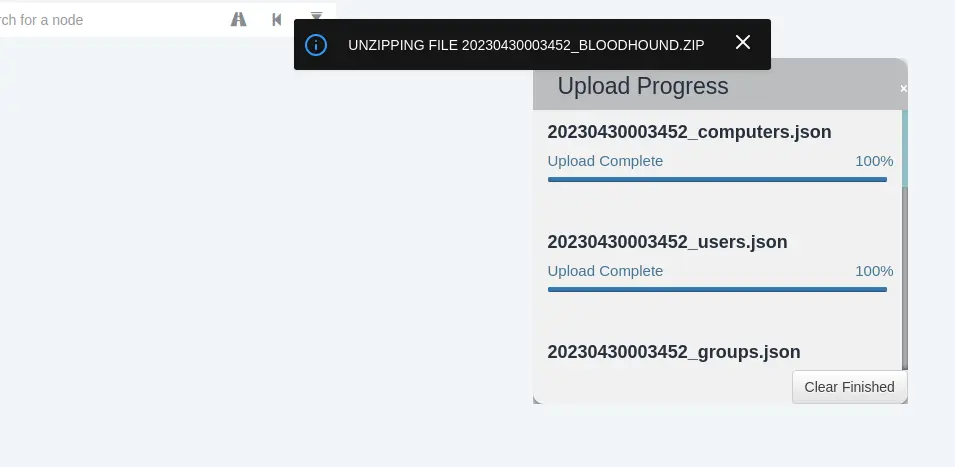 rch for a node
UNZIPPING FILE 20230430003452_BLOODHOUND.ZIP
Upload Progress
20230430003452_computers.json
Upload Complete 100%
20230430003452_users.json
Upload Complete 100%
20230430003452_groups.json
Clear Finished